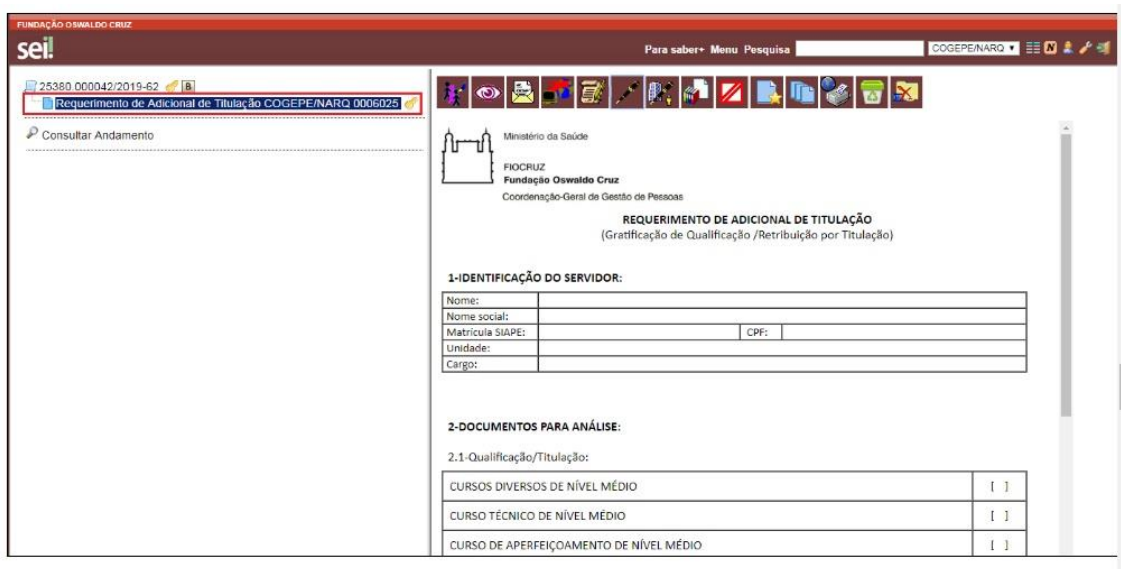 FUNDAÇÃO OSWALDO CRUZ
sei!
Para saber+ Menu Pesquisa
COGEPE/NARQ
N
25380.000042/2019-62
B
Requerimento de Adicional de Titulação COGEPE/NARQ 0006025
Consultar Andamento
Ministério da Saúde
FIOCRUZ
Fundação Oswaldo Cruz
Coordenação-Geral de Gestão de Pessoas
REQUERIMENTO DE ADICIONAL DE TITULAÇÃO
(Gratificação de Qualificação /Retribuição por Titulação)
1-IDENTIFICAÇÃO DO SERVIDOR:
Nome:
Nome social:
Matrícula SIAPE: CPF:
Unidade:
Cargo:
2-DOCUMENTOS PARA ANÁLISE:
2.1-Qualificação/Titulação:
CURSOS DIVERSOS DE NÍVEL MÉDIO [ ]
CURSO TÉCNICO DE NÍVEL MÉDIO [ ]
CURSO DE APERFEIÇOAMENTO DE NÍVEL MÉDIO [ ]